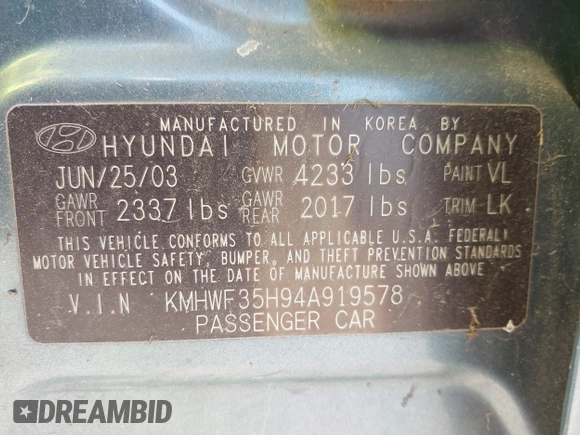 MANUFACTURED IN KOREA BY
HYUNDAI MOTOR COMPANY
JUN/25/03 GVWR 4233 lbs PAINT VL
GAWR FRONT 2337 lbs GAWR REAR 2017 lbs TRIM LK
THIS VEHICLE CONFORMS TO ALL APPLICABLE U.S.A. FEDERAL
MOTOR VEHICLE SAFETY, BUMPER, AND THEFT PREVENTION STANDARDS
IN EFFECT ON THE DATE OF MANUFACTURE SHOWN ABOVE
V.I.N KMHWF35H94A919578
PASSENGER CAR
DREAMBID